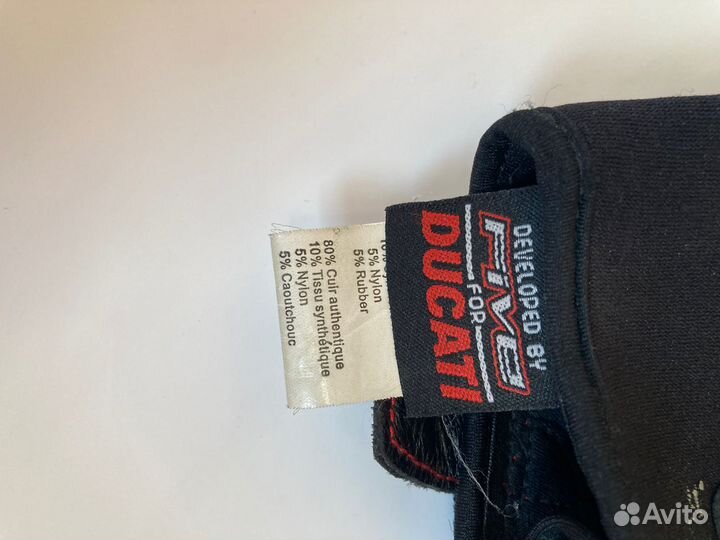 DEVELOPED BY
FIMO
FOR
DUCATI
5% Nylon
5% Rubber
80% Cuir authentique
10% Tissu synthétique
5% Nylon
5% Caoutchouc
Avito